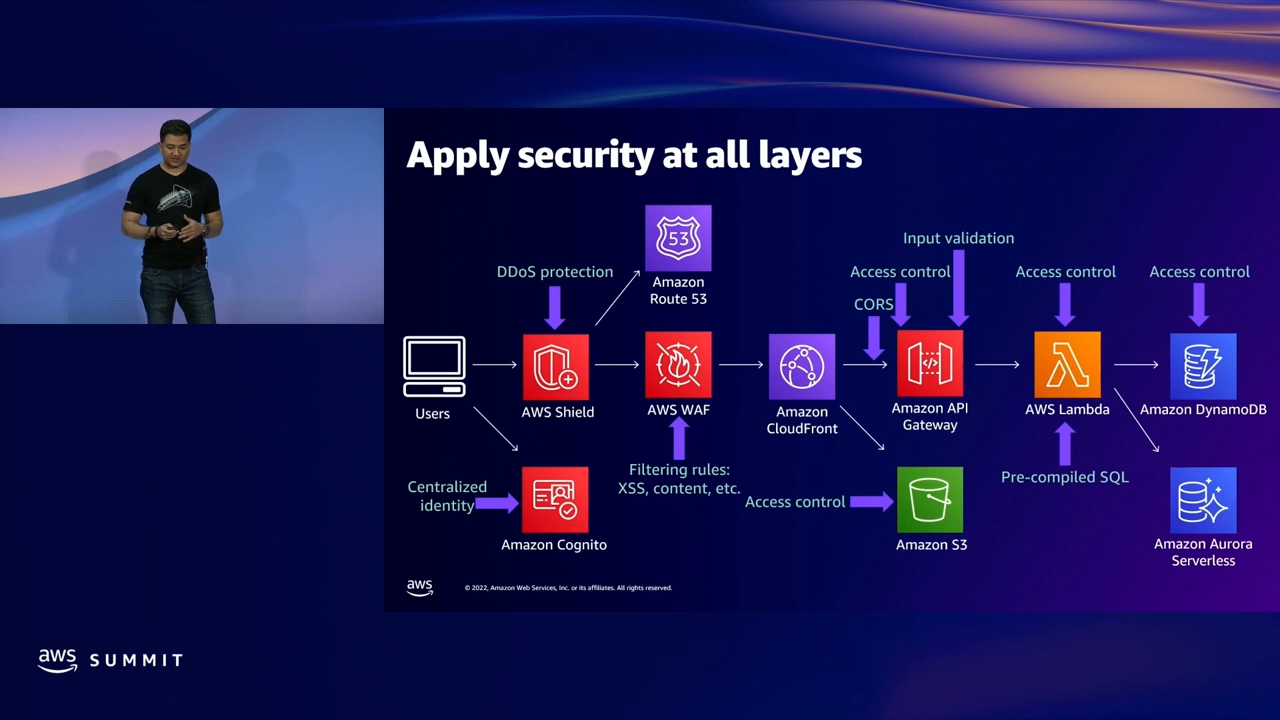 Apply security at all layers
53
Amazon
Route 53
Input validation
DDoS protection
Access control
Access control
Access control
CORS
Users
AWS Shield
AWS WAF
Amazon
CloudFront
Amazon API
Gateway
AWS Lambda
Amazon DynamoDB
Centralized
identity
Filtering rules:
XSS, content, etc.
Access control
Pre-compiled SQL
Amazon Cognito
Amazon S3
Amazon Aurora
Serverless
aws
© 2022, Amazon Web Services, Inc. or its affiliates. All rights reserved.
aws SUMMIT